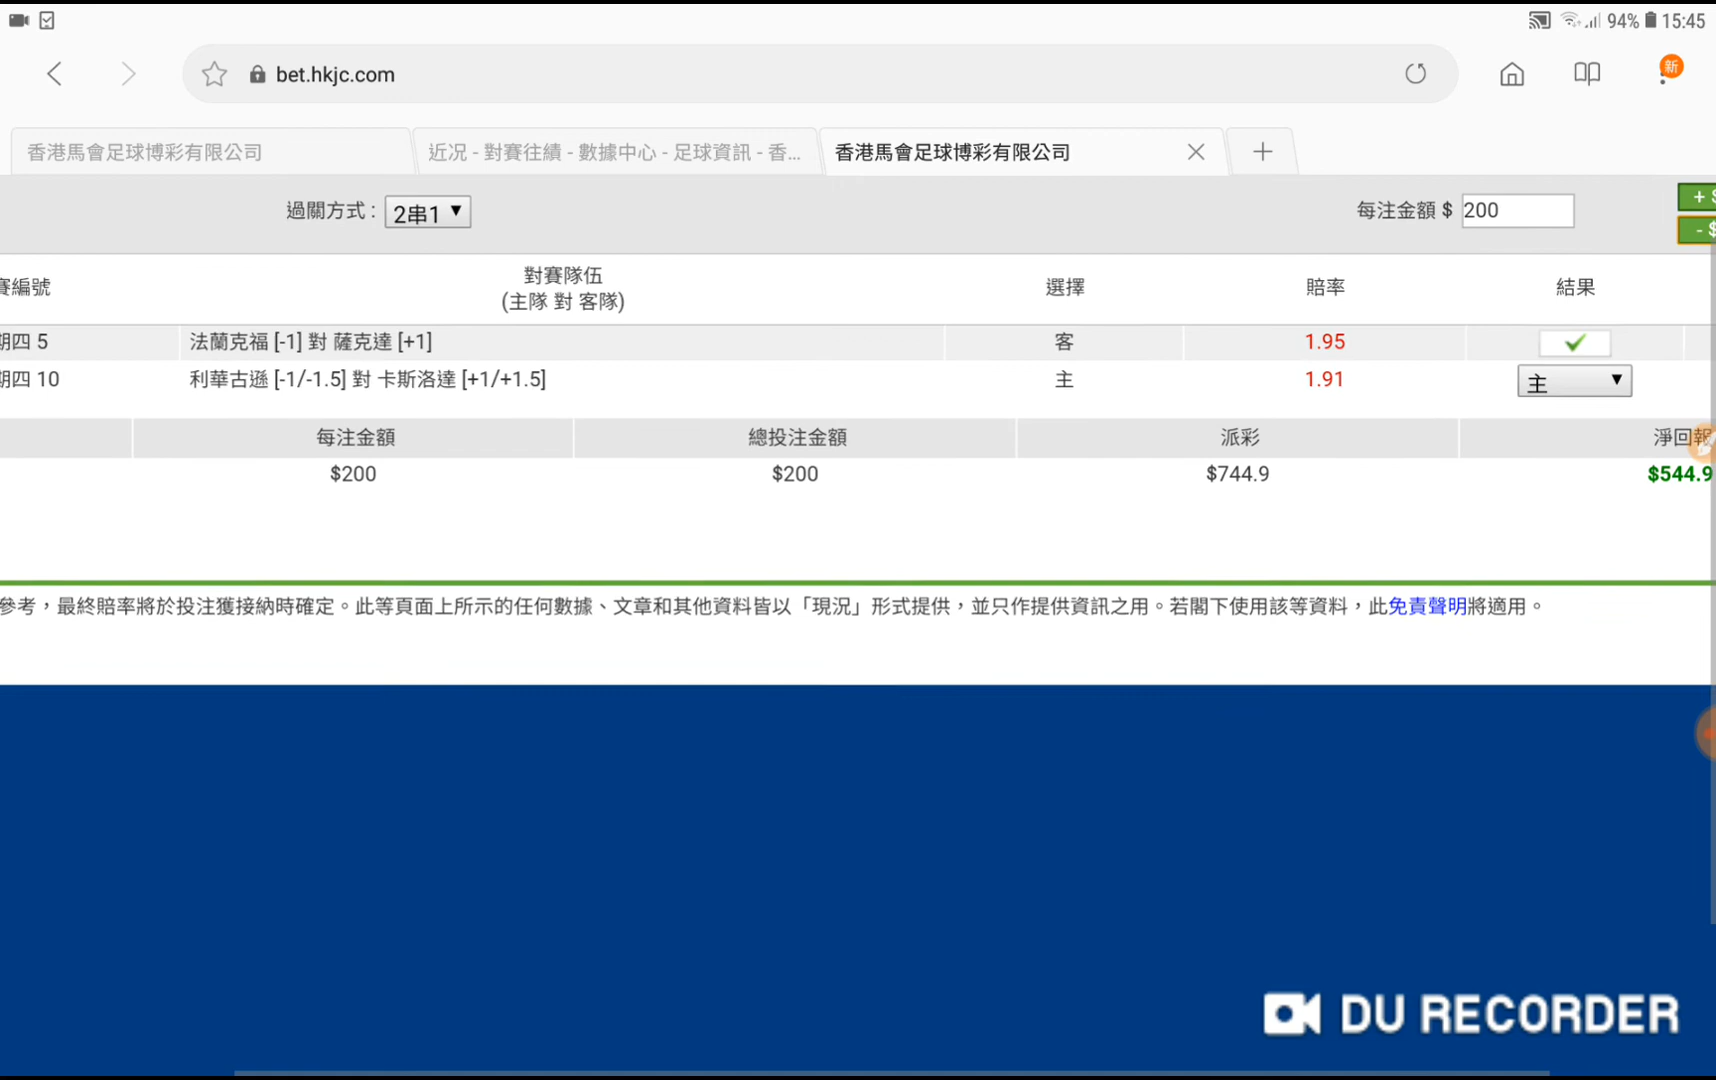 94% 15:45
bet.hkjc.com
新
香港馬會足球博彩有限公司
近況 - 對賽往績 - 數據中心 - 足球資訊 - 香...
香港馬會足球博彩有限公司
過關方式 : 2串1
每注金額 $ 200
+ $
- $
賽編號
對賽隊伍
(主隊 對 客隊)
選擇
賠率
結果
期四 5 法蘭克福 [-1] 對 薩克達 [+1] 客 1.95
期四 10 利華古遜 [-1/-1.5] 對 卡斯洛達 [+1/+1.5] 主 1.91 主
每注金額 總投注金額 派彩 淨回報
$200 $200 $744.9 $544.9
參考，最終賠率將於投注獲接納時確定。此等頁面上所示的任何數據、文章和其他資料皆以「現況」形式提供，並只作提供資訊之用。若閣下使用該等資料，此免責聲明將適用。
DU RECORDER